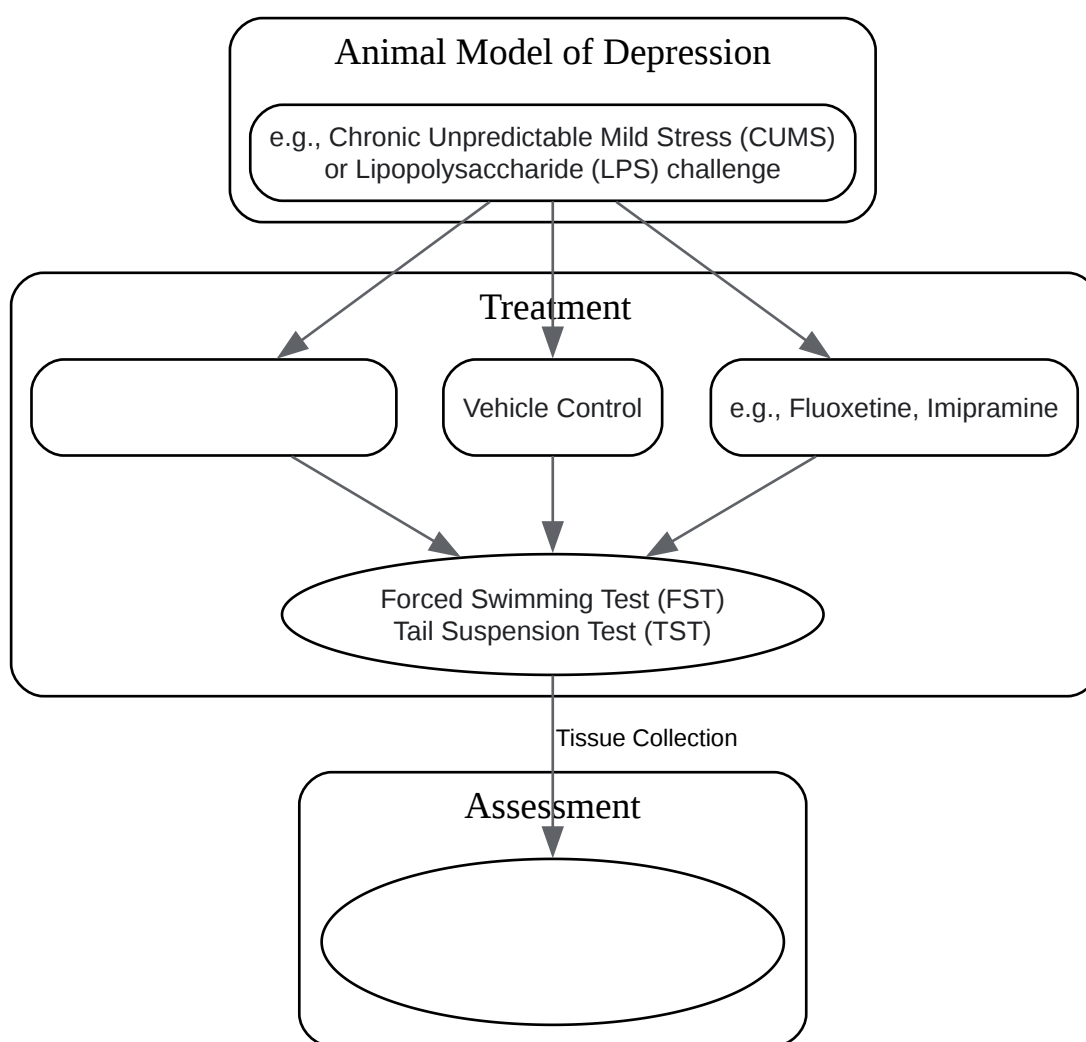 Animal Model of Depression
e.g., Chronic Unpredictable Mild Stress (CUMS)
or Lipopolysaccharide (LPS) challenge
Treatment
Vehicle Control
e.g., Fluoxetine, Imipramine
Forced Swimming Test (FST)
Tail Suspension Test (TST)
Tissue Collection
Assessment